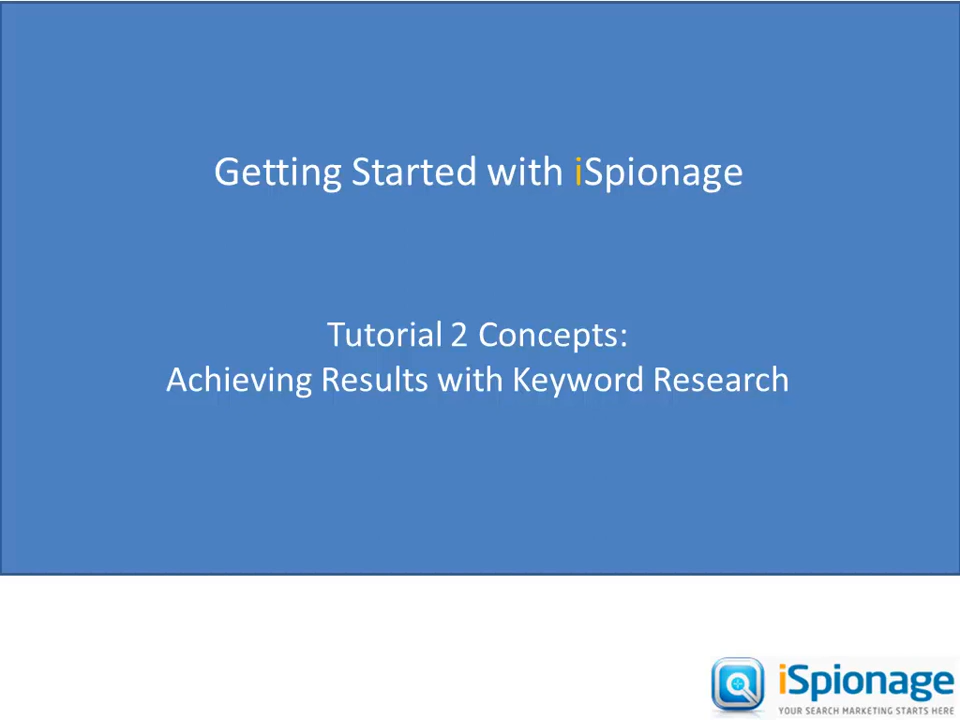 Getting Started with iSpionage
Tutorial 2 Concepts:
Achieving Results with Keyword Research
iSpionage
YOUR SEARCH MARKETING STARTS HERE